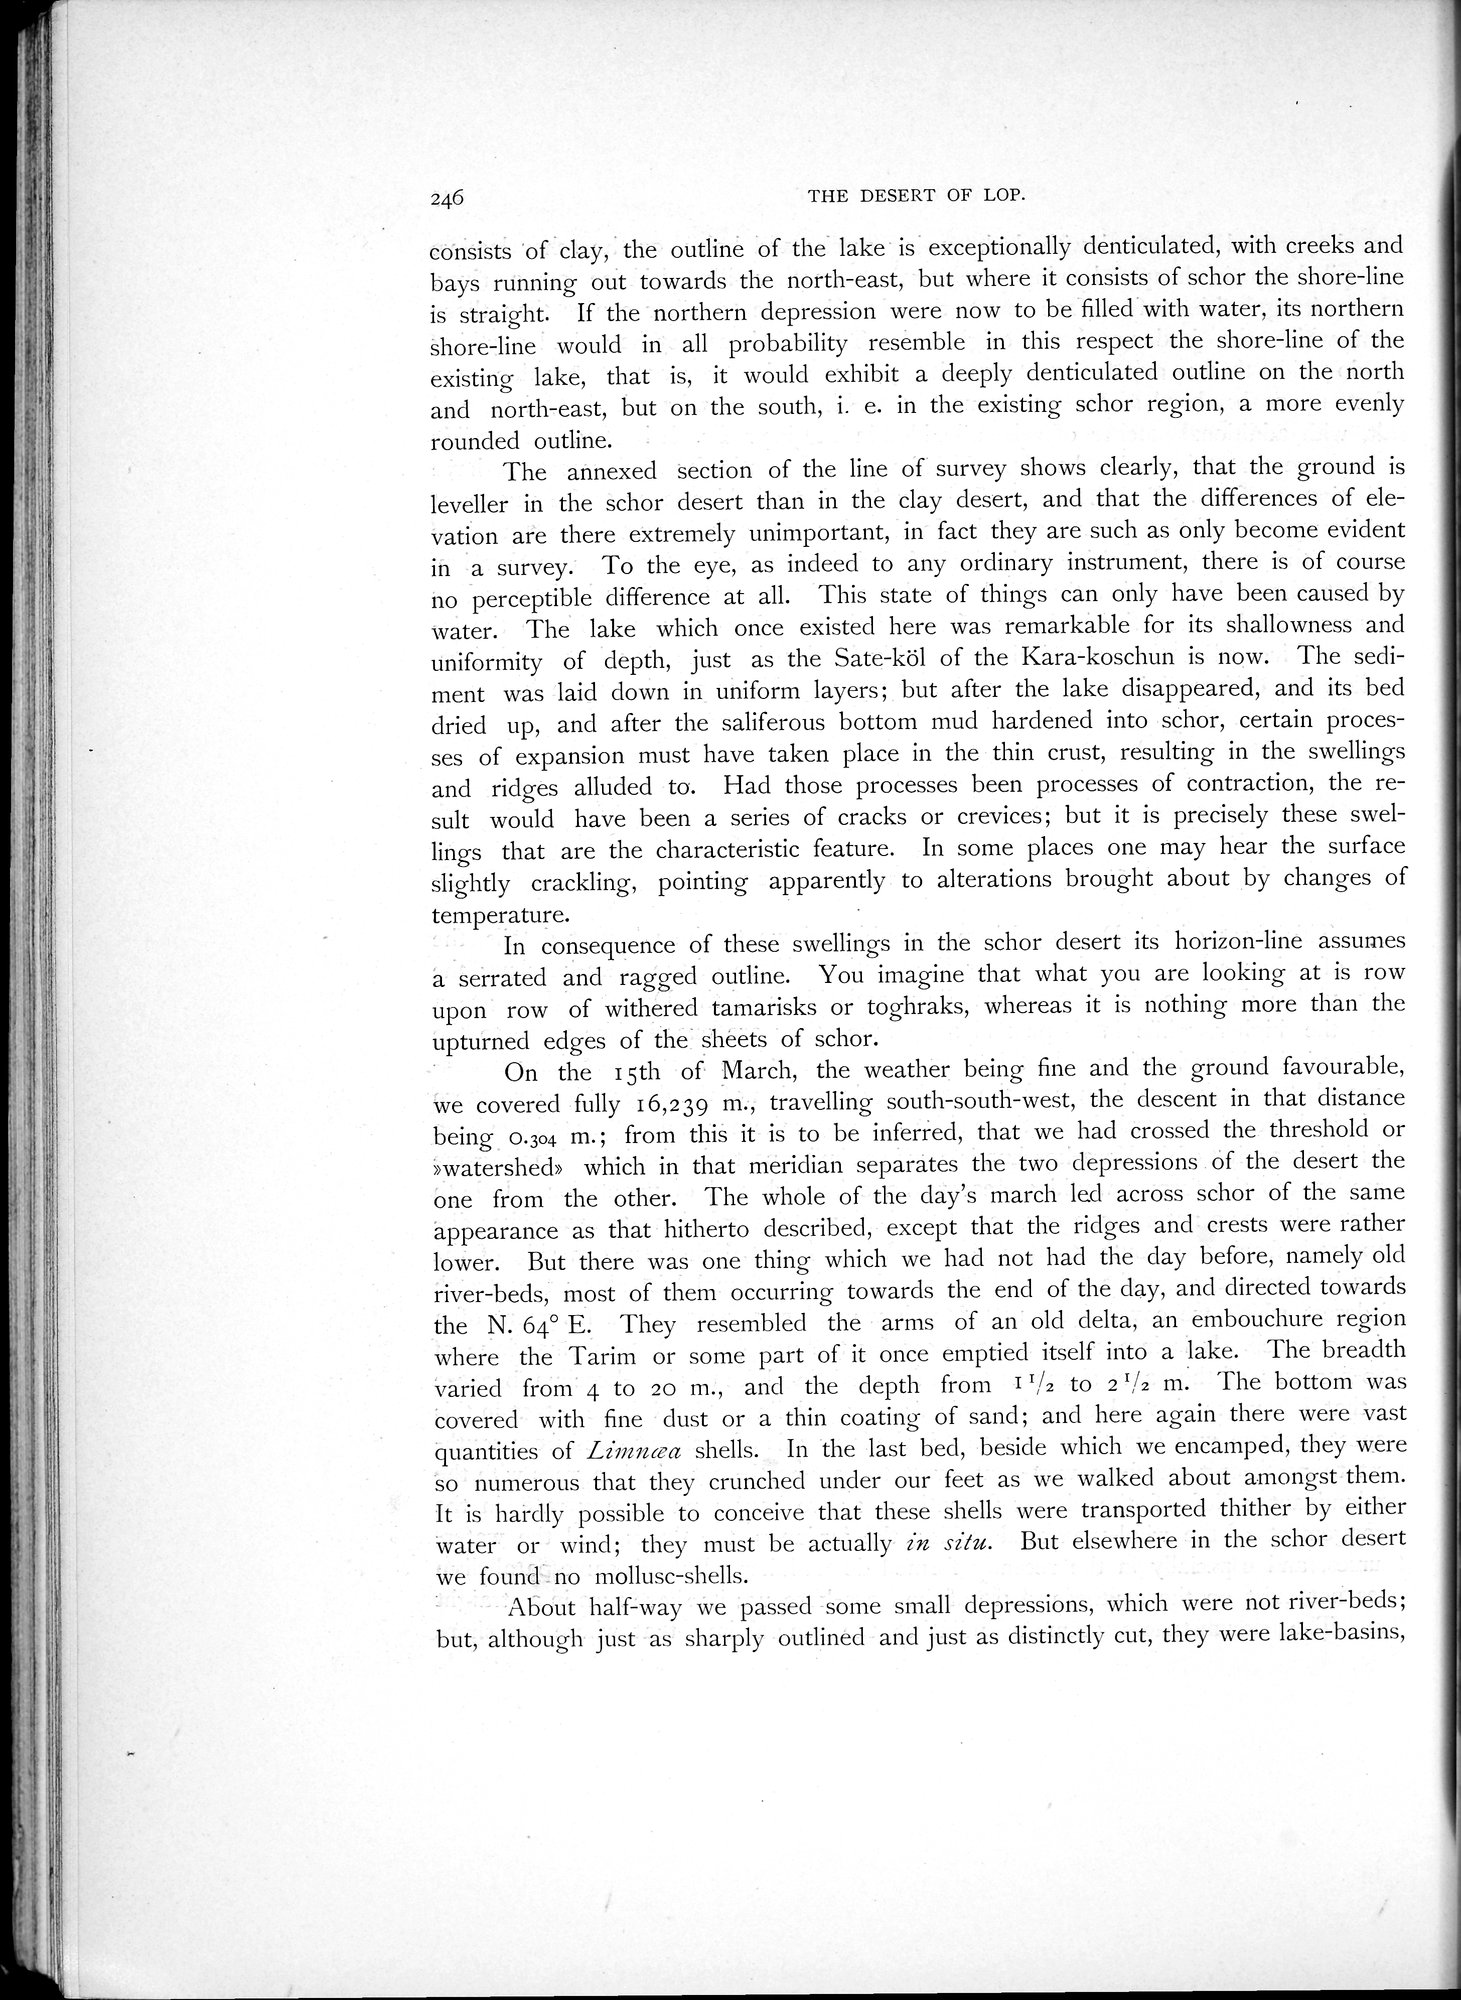 246 THE DESERT OF LOP.
consists of clay, the outline of the lake is exceptionally denticulated, with creeks and
bays running out towards the north-east, but where it consists of schor the shore-line
is straight. If the northern depression were now to be filled with water, its northern
shore-line would in all probability resemble in this respect the shore-line of the
existing lake, that is, it would exhibit a deeply denticulated outline on the north
and north-east, but on the south, i. e. in the existing schor region, a more evenly
rounded outline.
The annexed section of the line of survey shows clearly, that the ground is
leveller in the schor desert than in the clay desert, and that the differences of ele-
vation are there extremely unimportant, in fact they are such as only become evident
in a survey. To the eye, as indeed to any ordinary instrument, there is of course
no perceptible difference at all. This state of things can only have been caused by
water. The lake which once existed here was remarkable for its shallowness and
uniformity of depth, just as the Sate-köl of the Kara-koschun is now. The sedi-
ment was laid down in uniform layers; but after the lake disappeared, and its bed
dried up, and after the saliferous bottom mud hardened into schor, certain proces-
ses of expansion must have taken place in the thin crust, resulting in the swellings
and ridges alluded to. Had those processes been processes of contraction, the re-
sult would have been a series of cracks or crevices; but it is precisely these swel-
lings that are the characteristic feature. In some places one may hear the surface
slightly crackling, pointing apparently to alterations brought about by changes of
temperature.
In consequence of these swellings in the schor desert its horizon-line assumes
a serrated and ragged outline. You imagine that what you are looking at is row
upon row of withered tamarisks or toghraks, whereas it is nothing more than the
upturned edges of the sheets of schor.
On the 15th of March, the weather being fine and the ground favourable,
we covered fully 16,239 m., travelling south-south-west, the descent in that distance
being 0.304 m.; from this it is to be inferred, that we had crossed the threshold or
»watershed» which in that meridian separates the two depressions of the desert the
one from the other. The whole of the day's march led across schor of the same
appearance as that hitherto described, except that the ridges and crests were rather
lower. But there was one thing which we had not had the day before, namely old
river-beds, most of them occurring towards the end of the day, and directed towards
the N. 64° E. They resembled the arms of an old delta, an embouchure region
where the Tarim or some part of it once emptied itself into a lake. The breadth
varied from 4 to 20 m., and the depth from 1 1/2 to 2 1/2 m. The bottom was
covered with fine dust or a thin coating of sand; and here again there were vast
quantities of Limnœa shells. In the last bed, beside which we encamped, they were
so numerous that they crunched under our feet as we walked about amongst them.
It is hardly possible to conceive that these shells were transported thither by either
water or wind; they must be actually in situ. But elsewhere in the schor desert
we found no mollusc-shells.
About half-way we passed some small depressions, which were not river-beds;
but, although just as sharply outlined and just as distinctly cut, they were lake-basins,